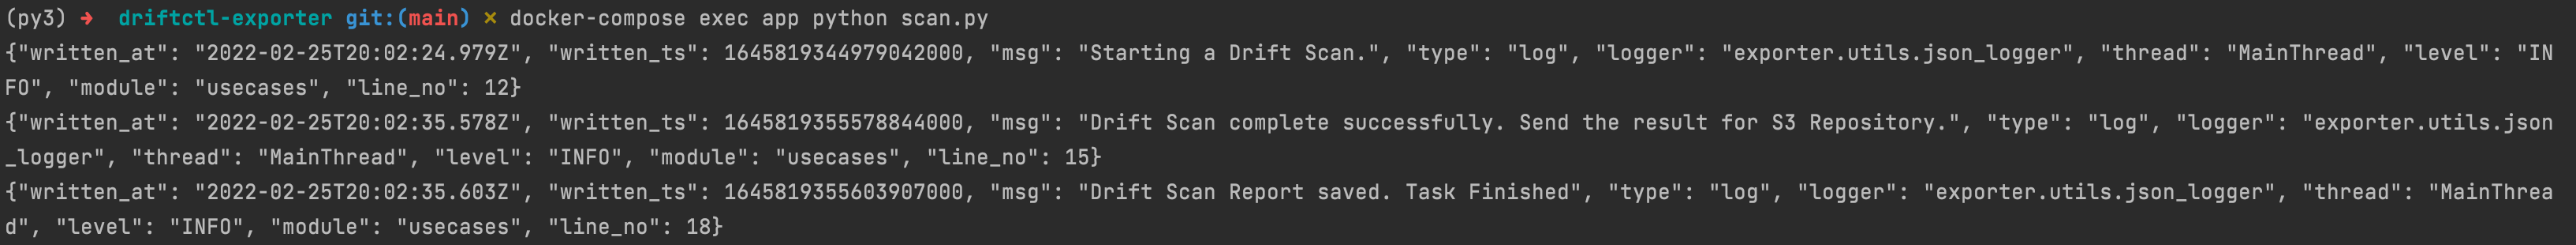 (py3) ➜  driftctl-exporter git:(main) ✗ docker-compose exec app python scan.py
{"written_at": "2022-02-25T20:02:24.979Z", "written_ts": 1645819344979042000, "msg": "Starting a Drift Scan.", "type": "log", "logger": "exporter.utils.json_logger", "thread": "MainThread", "level": "IN
FO", "module": "usecases", "line_no": 12}
{"written_at": "2022-02-25T20:02:35.578Z", "written_ts": 1645819355578844000, "msg": "Drift Scan complete successfully. Send the result for S3 Repository.", "type": "log", "logger": "exporter.utils.json
_logger", "thread": "MainThread", "level": "INFO", "module": "usecases", "line_no": 15}
{"written_at": "2022-02-25T20:02:35.603Z", "written_ts": 1645819355603907000, "msg": "Drift Scan Report saved. Task Finished", "type": "log", "logger": "exporter.utils.json_logger", "thread": "MainThrea
d", "level": "INFO", "module": "usecases", "line_no": 18}